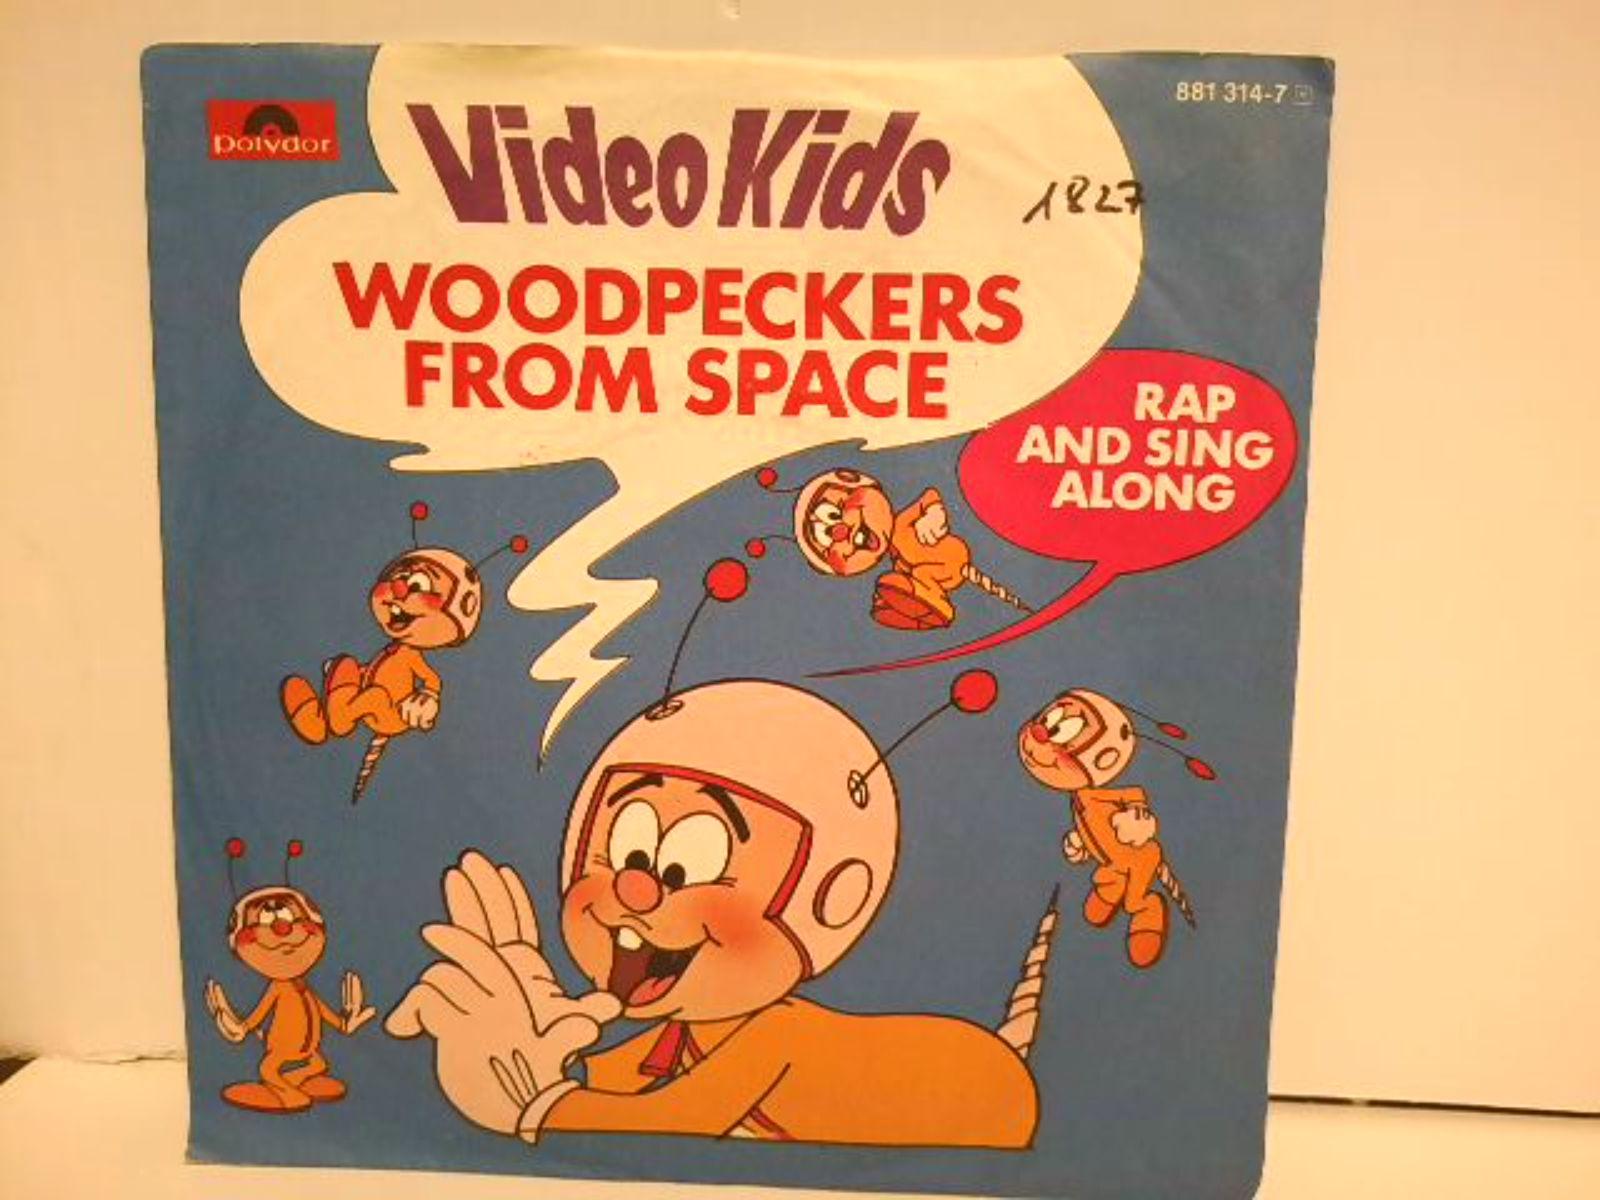 polydor
881 314-7
Video Kids
1827
WOODPECKERS
FROM SPACE
RAP
AND SING
ALONG